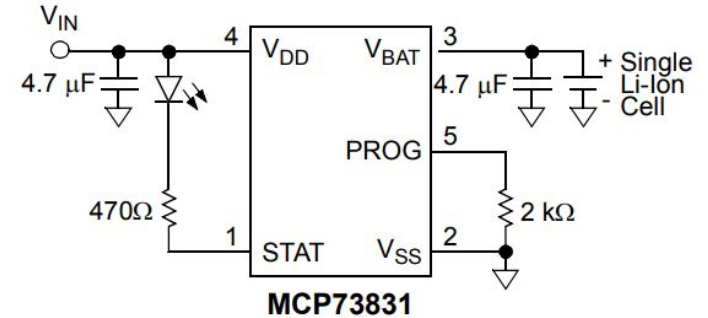 VIN
4 VDD VBAT 3
4.7 µF 4.7 µF + Single
Li-Ion
- Cell
PROG 5
470Ω 2 kΩ
1 STAT VSS 2
MCP73831